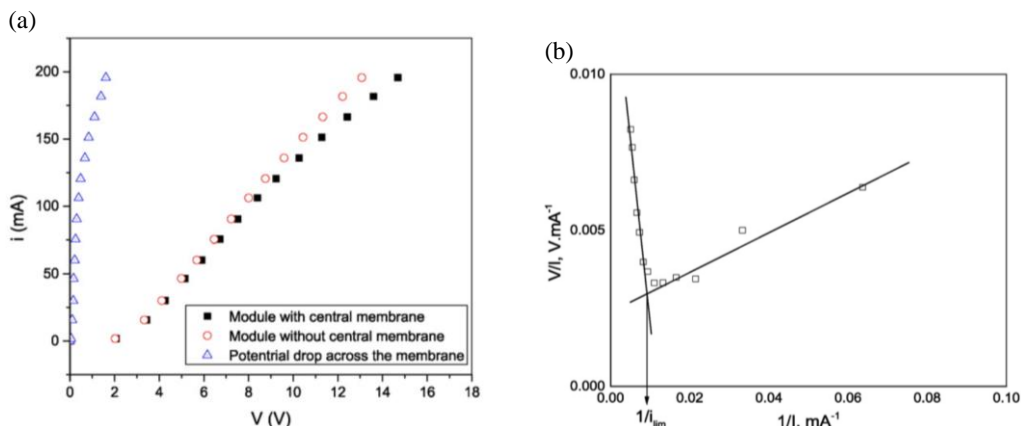 (a)
200
150
100
50
0
i (mA)
Module with central membrane
Module without central membrane
Potential drop across the membrane
0 2 4 6 8 10 12 14 16 18
V (V)
(b)
0.010
0.005
0.000
V/I, V.mA⁻¹
0.00 0.02 0.04 0.06 0.08 0.10
1/i_lim
1/I, mA⁻¹